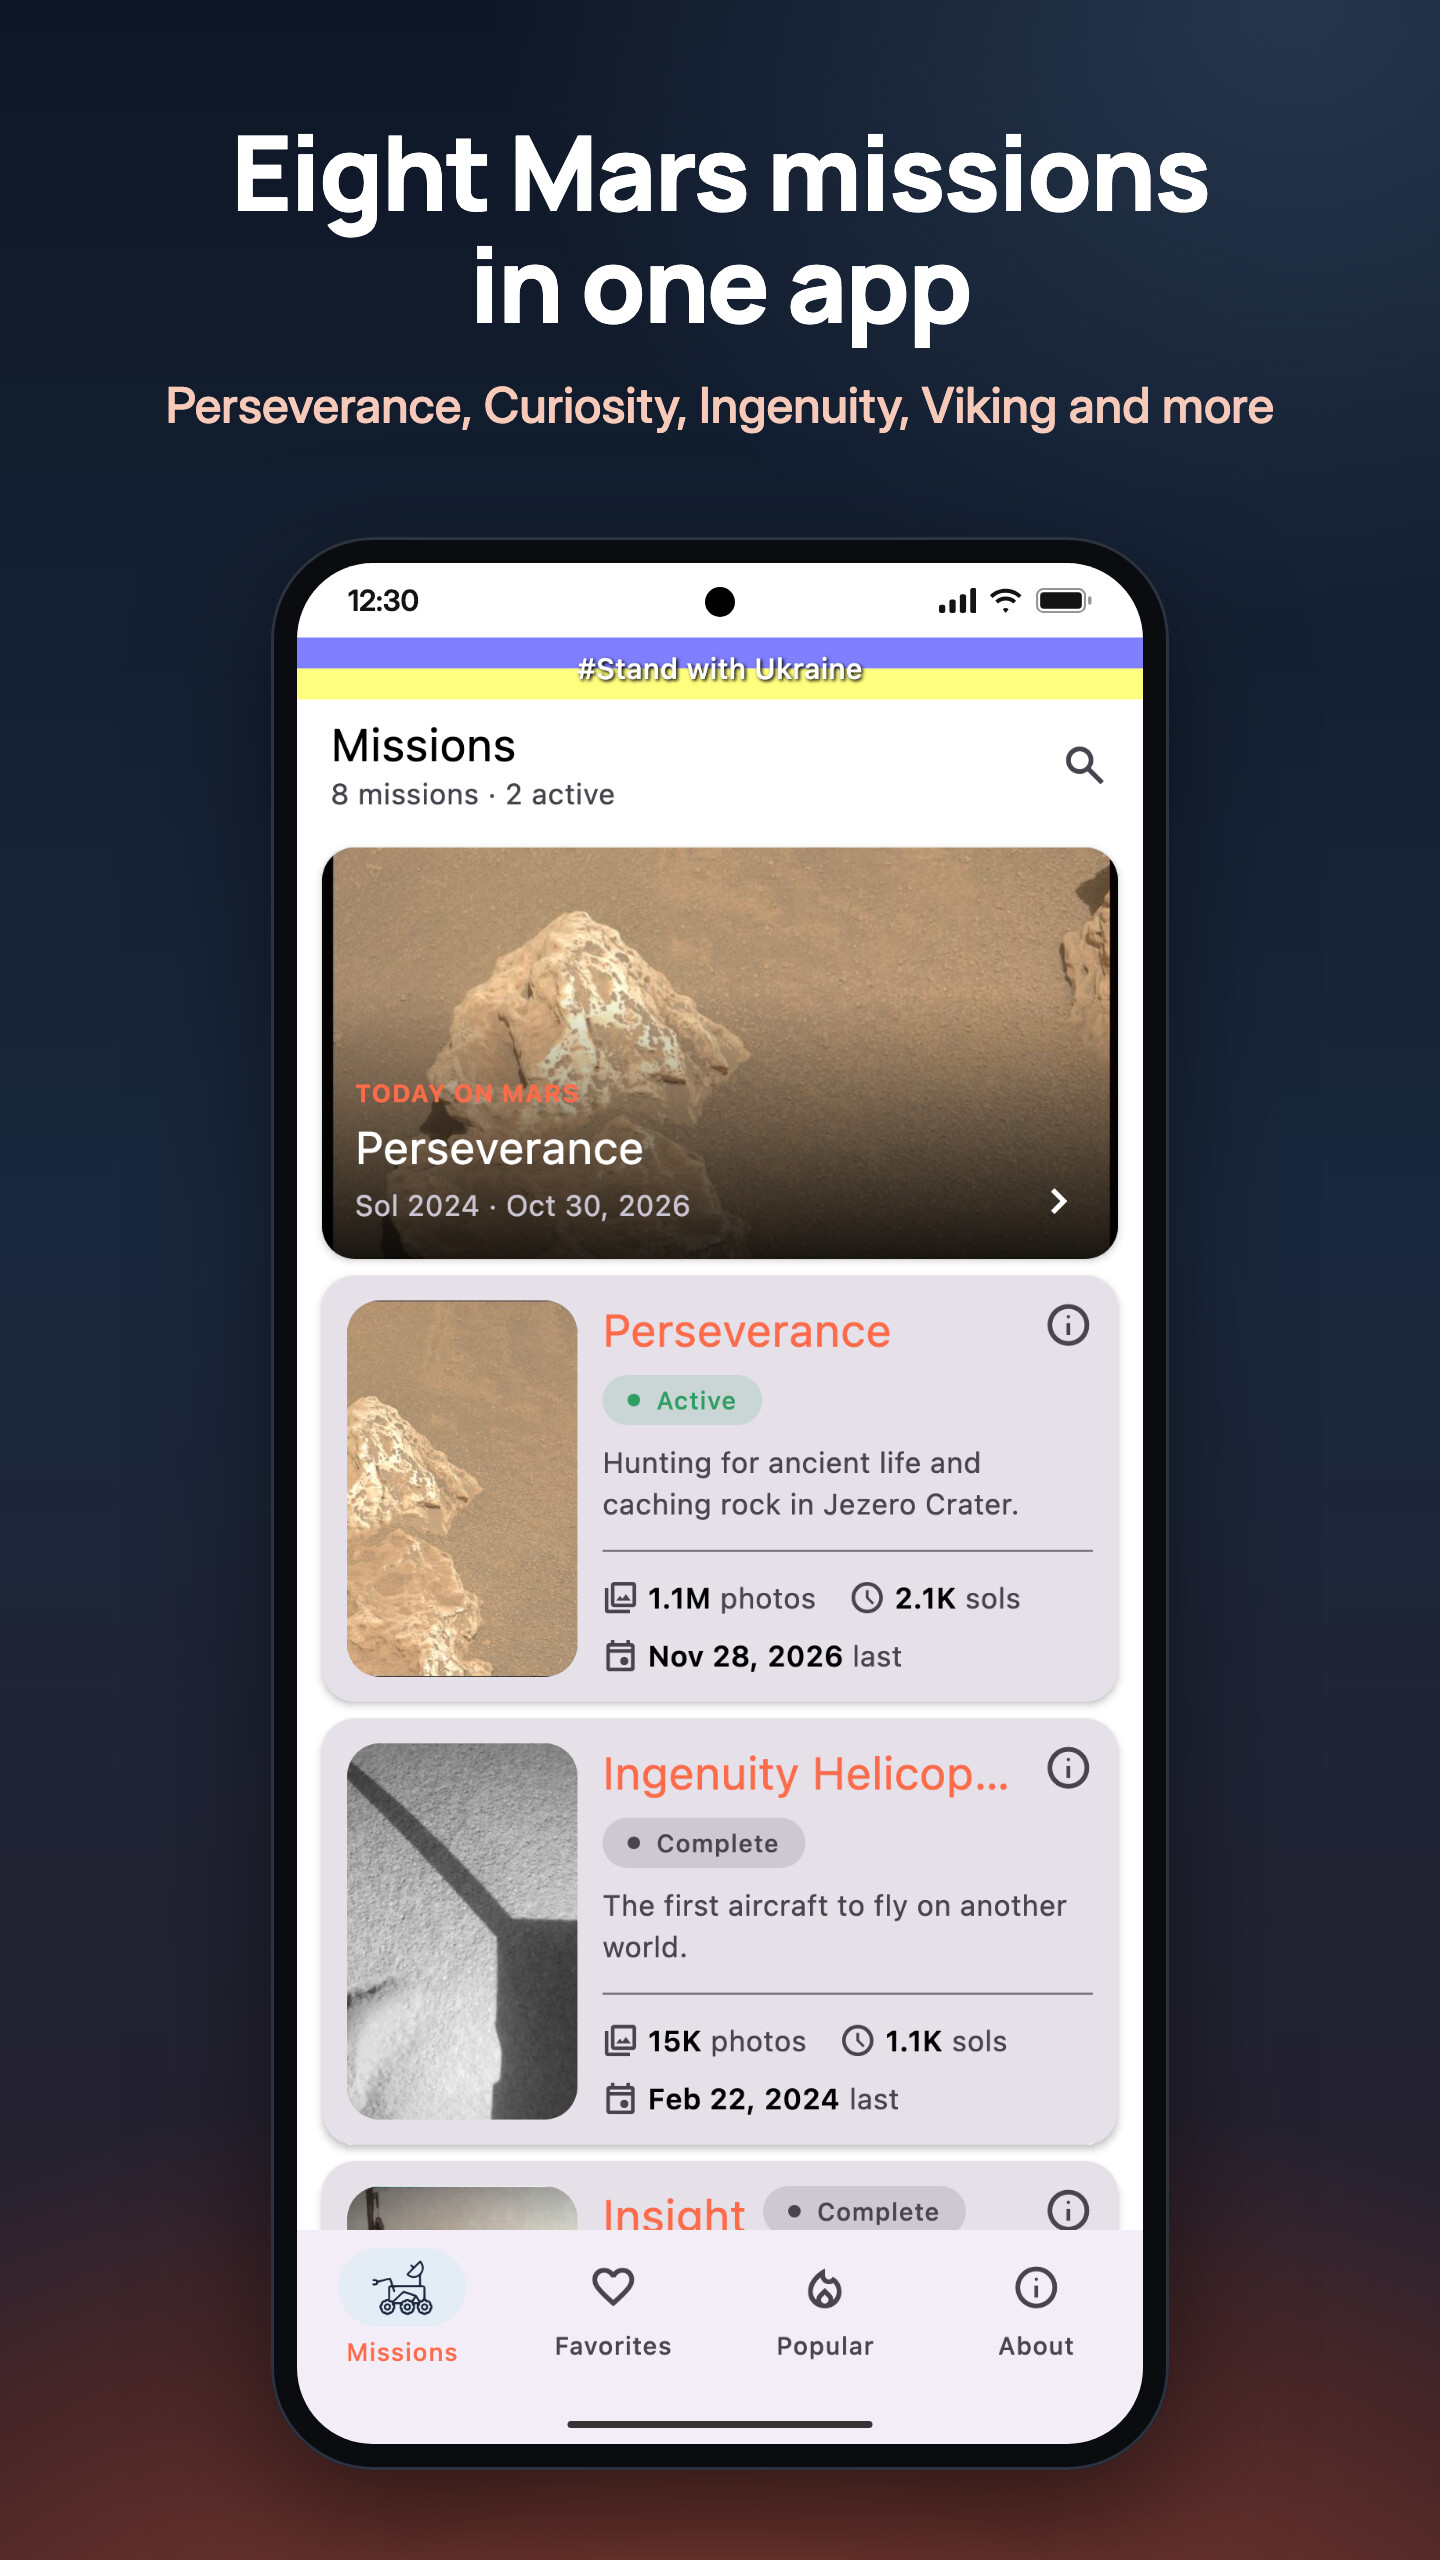 Eight Mars missions
in one app
Perseverance, Curiosity, Ingenuity, Viking and more
12:30
#Stand with Ukraine
Missions
8 missions · 2 active
TODAY ON MARS
Perseverance
Sol 2024 · Oct 30, 2026
Perseverance
Active
Hunting for ancient life and
caching rock in Jezero Crater.
1.1M photos 2.1K sols
Nov 28, 2026 last
Ingenuity Helicop...
Complete
The first aircraft to fly on another
world.
15K photos 1.1K sols
Feb 22, 2024 last
Insight Complete
Missions Favorites Popular About